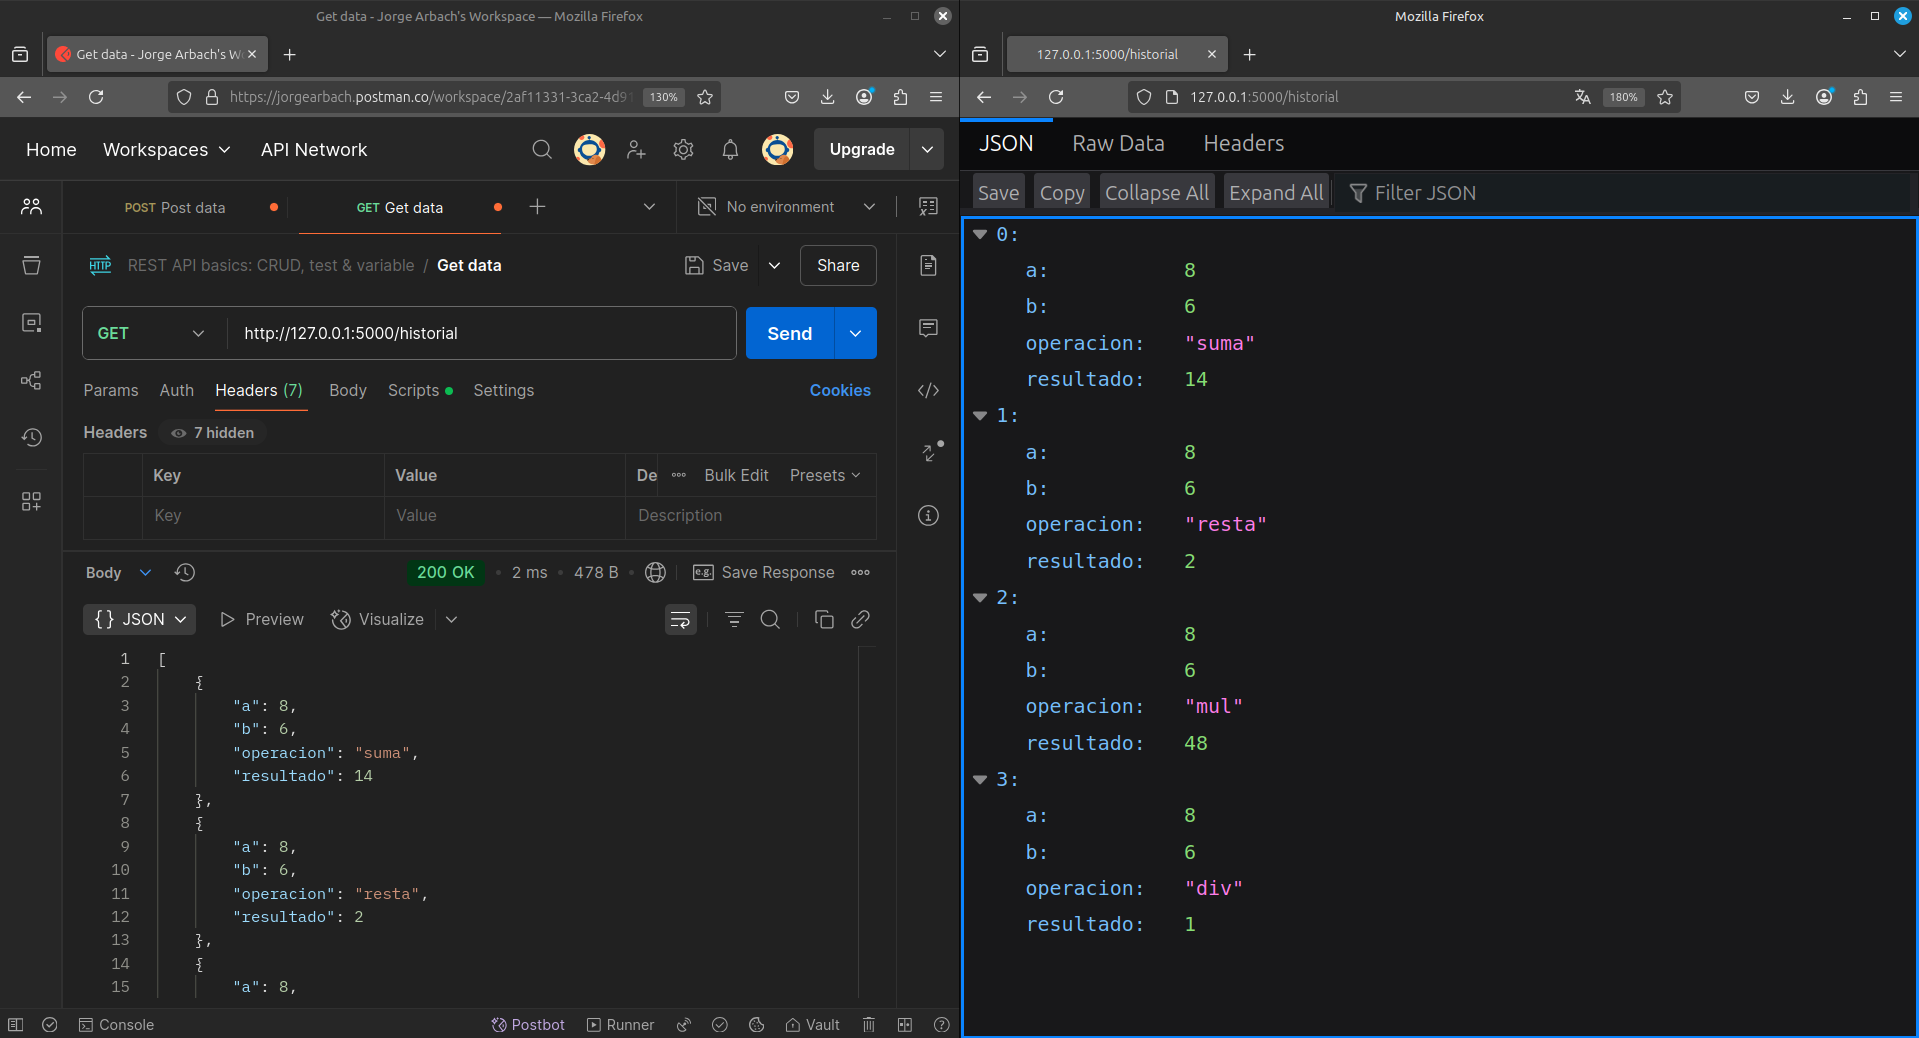 Get data - Jorge Arbach's Workspace — Mozilla Firefox
Get data - Jorge Arbach's W
https://jorgearbach.postman.co/workspace/2af11331-3ca2-4d91
130%
Home
Workspaces
API Network
Upgrade
POST Post data
GET Get data
No environment
HTTP
REST API basics: CRUD, test & variable / Get data
Save
Share
GET
http://127.0.0.1:5000/historial
Send
Params
Auth
Headers (7)
Body
Scripts
Settings
Cookies
Headers
7 hidden
Key
Value
De
Bulk Edit
Presets
Key
Value
Description
Body
200 OK
2 ms
478 B
e.g.
Save Response
{} JSON
Preview
Visualize
1 [
2 {
3 "a": 8,
4 "b": 6,
5 "operacion": "suma",
6 "resultado": 14
7 },
8 {
9 "a": 8,
10 "b": 6,
11 "operacion": "resta",
12 "resultado": 2
13 },
14 {
15 "a": 8,
Console
Postbot
Runner
Vault
Mozilla Firefox
127.0.0.1:5000/historial
127.0.0.1:5000/historial
180%
JSON
Raw Data
Headers
Save
Copy
Collapse All
Expand All
Filter JSON
0:
a: 8
b: 6
operacion: "suma"
resultado: 14
1:
a: 8
b: 6
operacion: "resta"
resultado: 2
2:
a: 8
b: 6
operacion: "mul"
resultado: 48
3:
a: 8
b: 6
operacion: "div"
resultado: 1